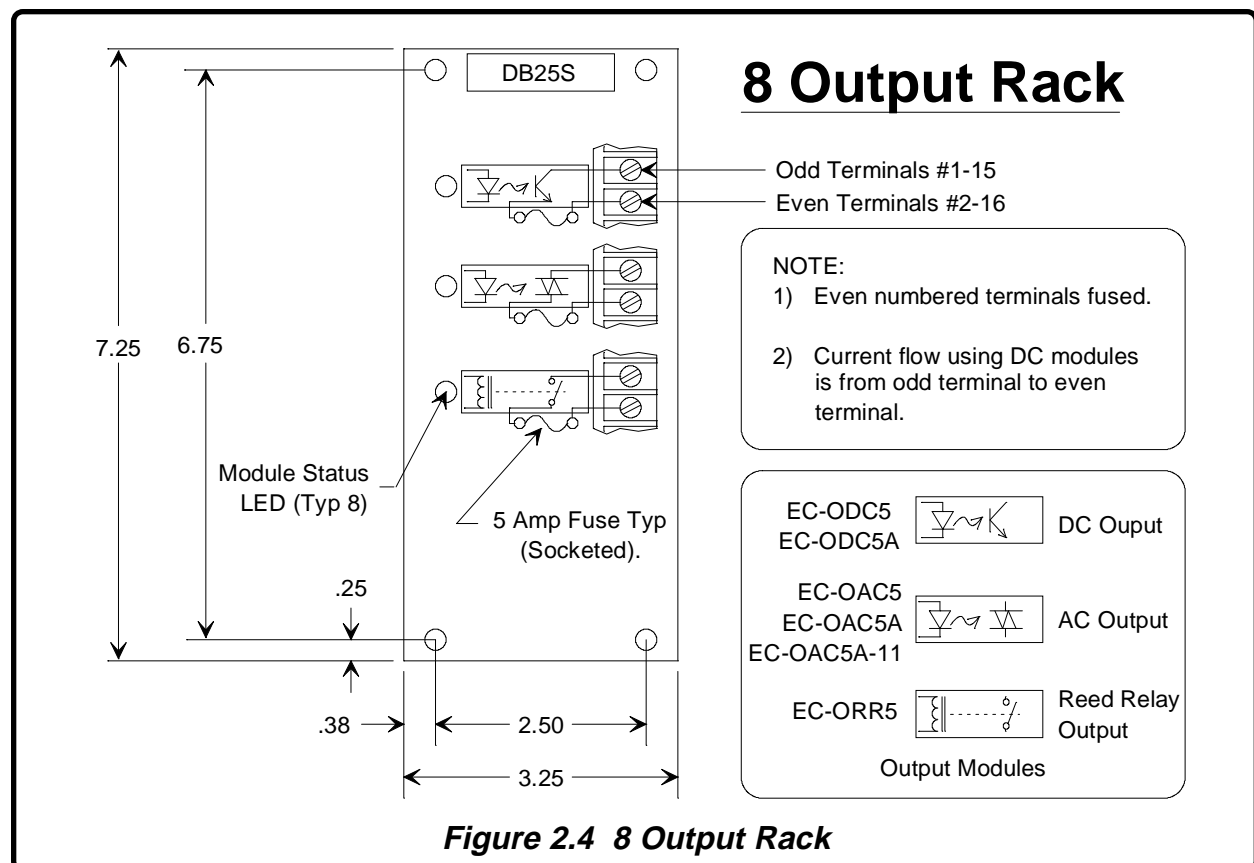 DB25S
8 Output Rack
Odd Terminals #1-15
Even Terminals #2-16
NOTE:
1) Even numbered terminals fused.
2) Current flow using DC modules
is from odd terminal to even
terminal.
7.25
6.75
Module Status
LED (Typ 8)
5 Amp Fuse Typ
(Socketed).
.25
.38
2.50
3.25
EC-ODC5
EC-ODC5A
DC Ouput
EC-OAC5
EC-OAC5A
EC-OAC5A-11
AC Output
EC-ORR5
Reed Relay
Output
Output Modules
Figure 2.4 8 Output Rack